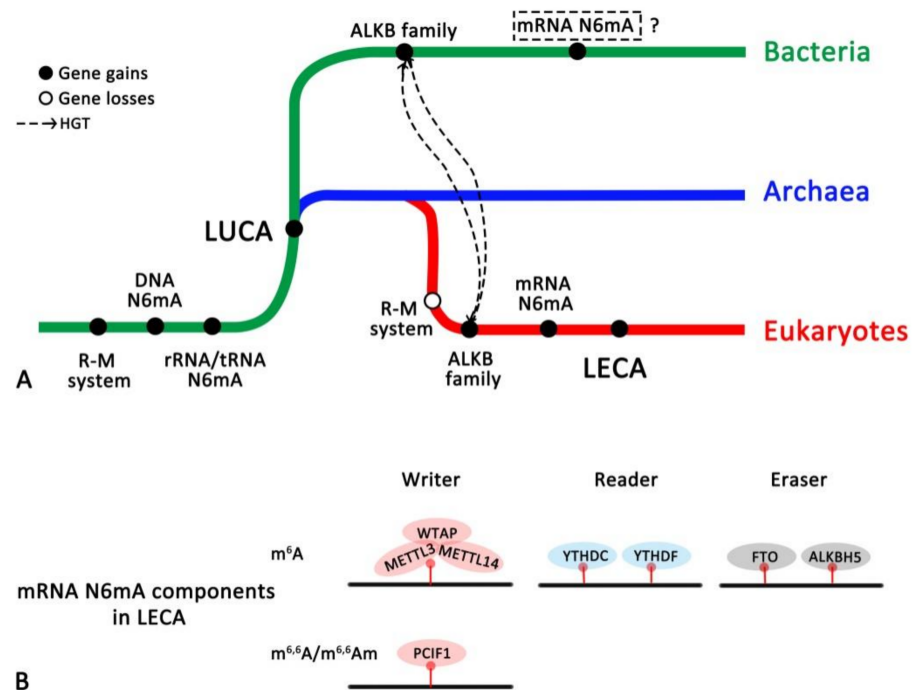 ALKB family
mRNA N6mA ?
Bacteria
Gene gains
Gene losses
HGT
Archaea
LUCA
DNA
N6mA
R-M
system
mRNA
N6mA
Eukaryotes
R-M
system
rRNA/tRNA
N6mA
ALKB
family
LECA
A
Writer
Reader
Eraser
m⁶A
WTAP
METTL3
METTL14
YTHDC
YTHDF
FTO
ALKBH5
mRNA N6mA components
in LECA
m⁶,⁶A/m⁶,⁶Am
PCIF1
B